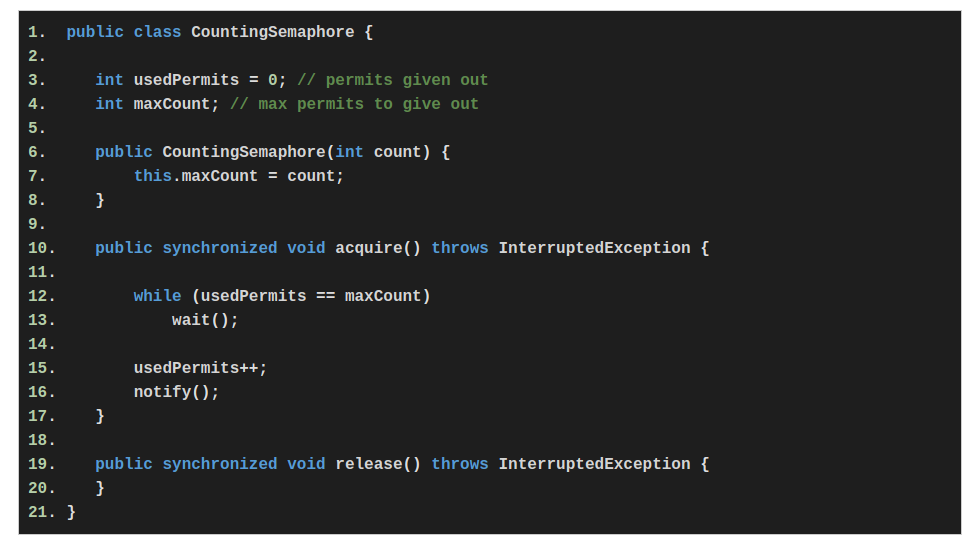 1. public class CountingSemaphore {
2.
3. int usedPermits = 0; // permits given out
4. int maxCount; // max permits to give out
5.
6. public CountingSemaphore(int count) {
7. this.maxCount = count;
8. }
9.
10. public synchronized void acquire() throws InterruptedException {
11.
12. while (usedPermits == maxCount)
13. wait();
14.
15. usedPermits++;
16. notify();
17. }
18.
19. public synchronized void release() throws InterruptedException {
20. }
21. }